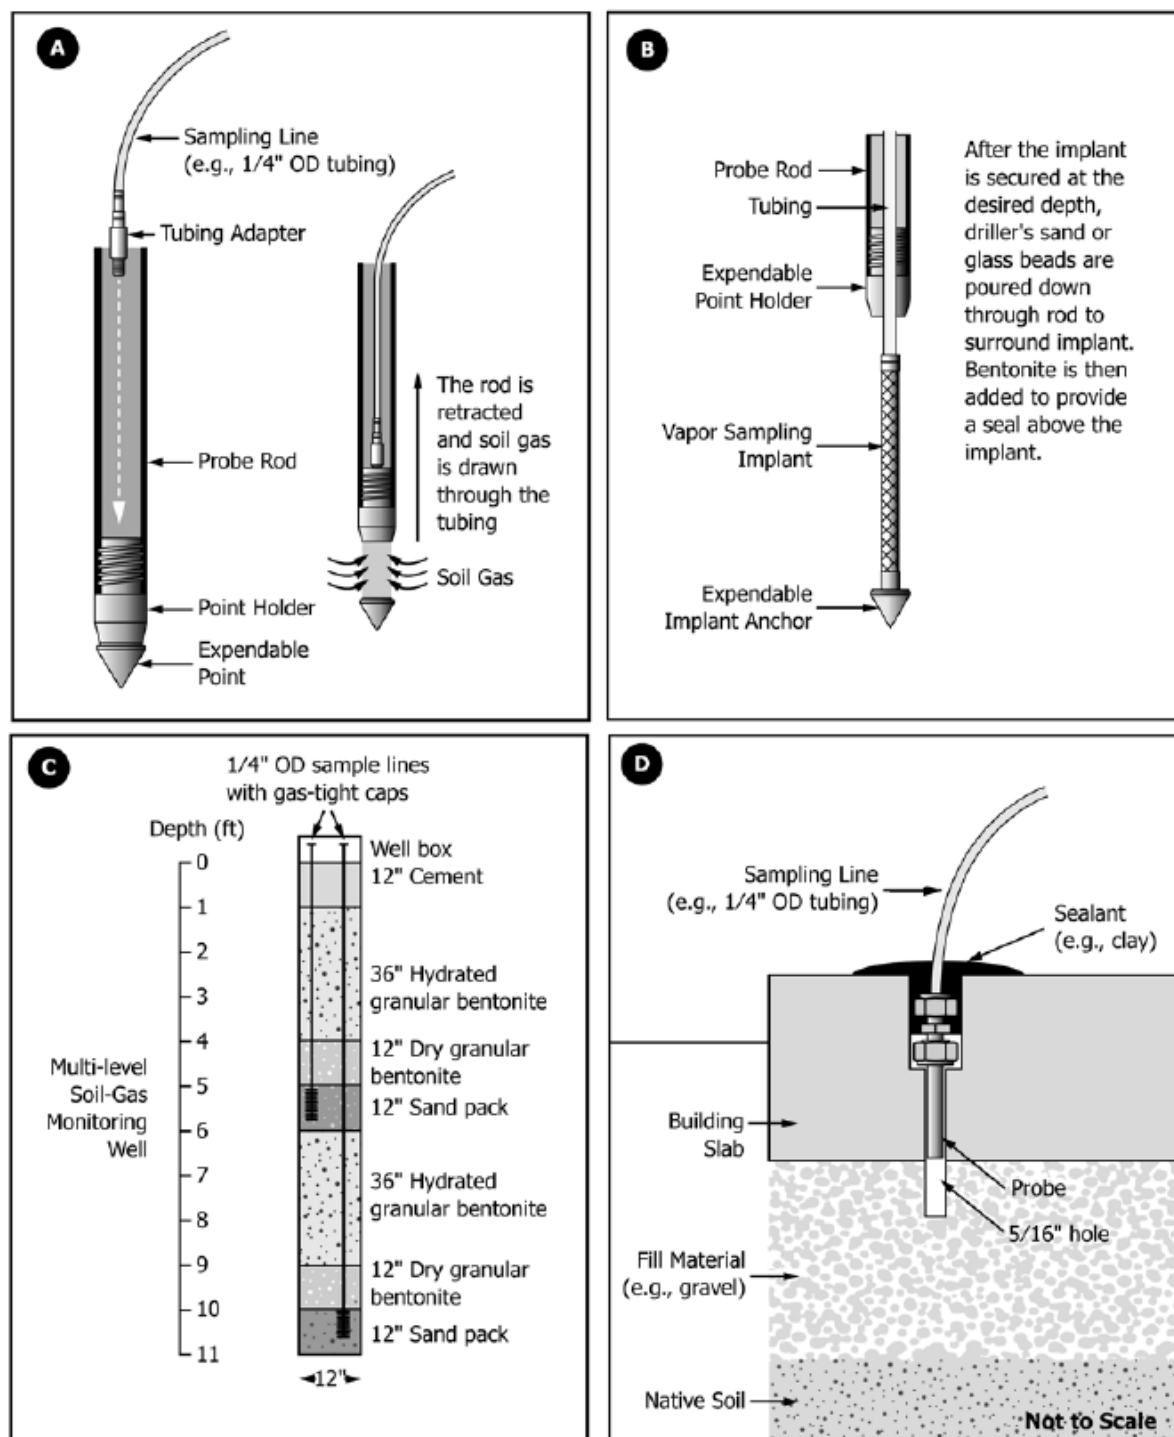 A
Sampling Line
(e.g., 1/4" OD tubing)
Tubing Adapter
Probe Rod
Point Holder
Expendable
Point
The rod is
retracted
and soil gas
is drawn
through the
tubing
Soil Gas
B
Probe Rod
Tubing
Expendable
Point Holder
Vapor Sampling
Implant
Expendable
Implant Anchor
After the implant
is secured at the
desired depth,
driller's sand or
glass beads are
poured down
through rod to
surround implant.
Bentonite is then
added to provide
a seal above the
implant.
C
1/4" OD sample lines
with gas-tight caps
Depth (ft)
0
1
2
3
4
5
6
7
8
9
10
11
Multi-level
Soil-Gas
Monitoring
Well
Well box
12" Cement
36" Hydrated
granular bentonite
12" Dry granular
bentonite
12" Sand pack
36" Hydrated
granular bentonite
12" Dry granular
bentonite
12" Sand pack
12"
D
Sampling Line
(e.g., 1/4" OD tubing)
Sealant
(e.g., clay)
Building
Slab
Probe
5/16" hole
Fill Material
(e.g., gravel)
Native Soil
Not to Scale